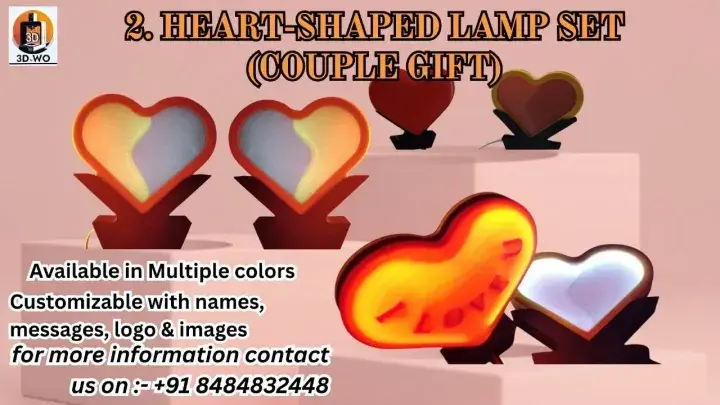 3D
3D-WO
2. HEART-SHAPED LAMP SET
(COUPLE GIFT)
I LOVE U
Available in Multiple colors
Customizable with names,
messages, logo & images
for more information contact
us on :- +91 8484832448